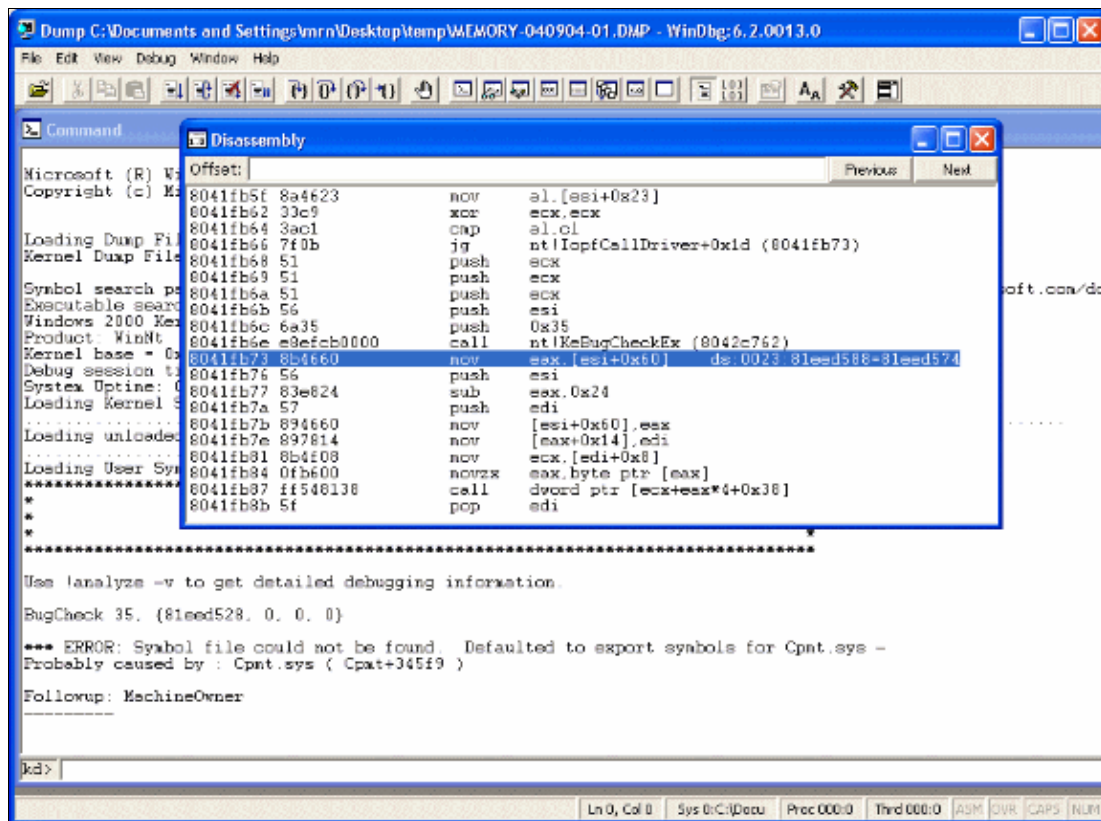 Dump C:\Documents and Settings\mrn\Desktop\temp\MEMORY-040904-01.DMP - WinDbg:6.2.0013.0
File Edit View Debug Window Help
Command
Microsoft (R) Wi
Copyright (c) Mi
Loading Dump Fil
Kernel Dump File
Symbol search pa
soft.com/do
Executable searc
Windows 2000 Ker
Product: WinNt
Kernel base = 0x
Debug session ti
System Uptime: 0
Loading Kernel S
Loading unloaded
Loading User Sym
Disassembly
Offset: Previous Next
8041fb5f 8a4623 mov al,[esi+0x23]
8041fb62 33c9 xor ecx,ecx
8041fb64 3ac1 cmp al,cl
8041fb66 7f0b jg nt!IopfCallDriver+0x1d (8041fb73)
8041fb68 51 push ecx
8041fb69 51 push ecx
8041fb6a 51 push ecx
8041fb6b 56 push esi
8041fb6c 6a35 push 0x35
8041fb6e e8efcb0000 call nt!KeBugCheckEx (8042c762)
8041fb73 8b4660 mov eax,[esi+0x60] ds:0023:81eed588=81eed574
8041fb76 56 push esi
8041fb77 83e824 sub eax,0x24
8041fb7a 57 push edi
8041fb7b 894660 mov [esi+0x60],eax
8041fb7e 897814 mov [eax+0x14],edi
8041fb81 8b4f08 mov ecx,[edi+0x8]
8041fb84 0fb600 movzx eax,byte ptr [eax]
8041fb87 ff548138 call dword ptr [ecx+eax*4+0x38]
8041fb8b 5f pop edi
Use !analyze -v to get detailed debugging information.
BugCheck 35, {81eed528, 0, 0, 0}
*** ERROR: Symbol file could not be found. Defaulted to export symbols for Cpmt.sys -
Probably caused by : Cpmt.sys ( Cpmt+345f9 )
Followup: MachineOwner
---------
kd>
Ln 0, Col 0 Sys 0:C:\Docu Proc 000:0 Thrd 000:0 ASM OVR CAPS NUM